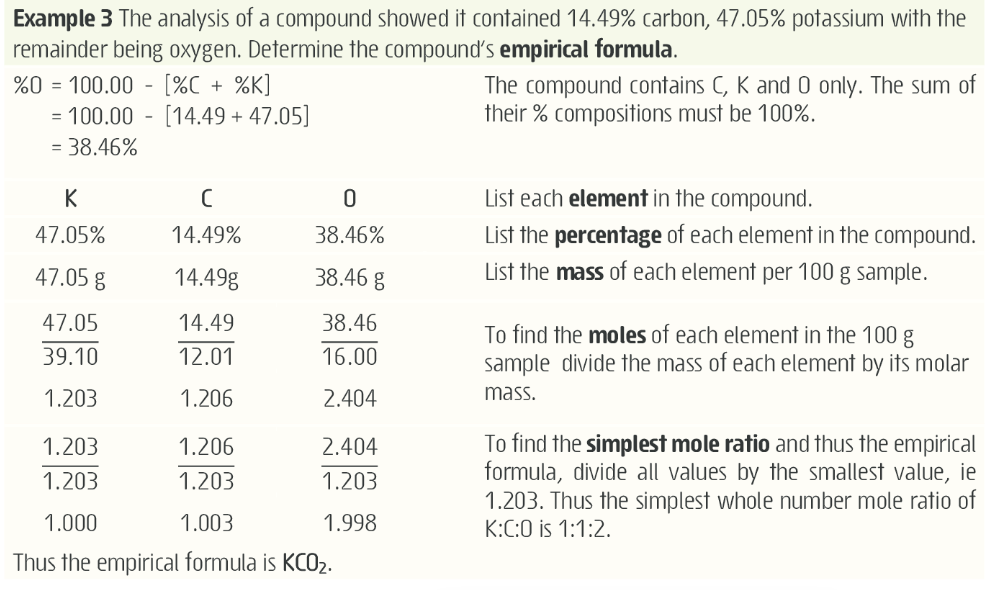 Example 3 The analysis of a compound showed it contained 14.49% carbon, 47.05% potassium with the
remainder being oxygen. Determine the compound's empirical formula.
%O = 100.00 - [%C + %K]
= 100.00 - [14.49 + 47.05]
= 38.46%
The compound contains C, K and O only. The sum of
their % compositions must be 100%.
K C O
List each element in the compound.
47.05% 14.49% 38.46%
List the percentage of each element in the compound.
47.05 g 14.49g 38.46 g
List the mass of each element per 100 g sample.
47.05 14.49 38.46
39.10 12.01 16.00
1.203 1.206 2.404
To find the moles of each element in the 100 g
sample divide the mass of each element by its molar
mass.
1.203 1.206 2.404
1.203 1.203 1.203
1.000 1.003 1.998
To find the simplest mole ratio and thus the empirical
formula, divide all values by the smallest value, ie
1.203. Thus the simplest whole number mole ratio of
K:C:O is 1:1:2.
Thus the empirical formula is KCO₂.